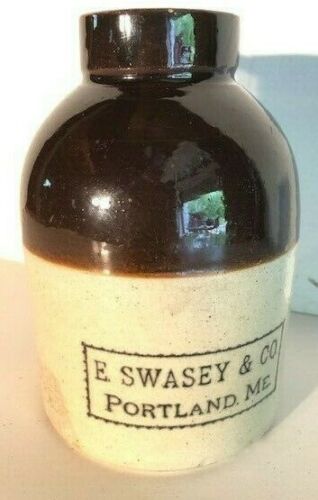 E. SWASEY & CO
PORTLAND, ME